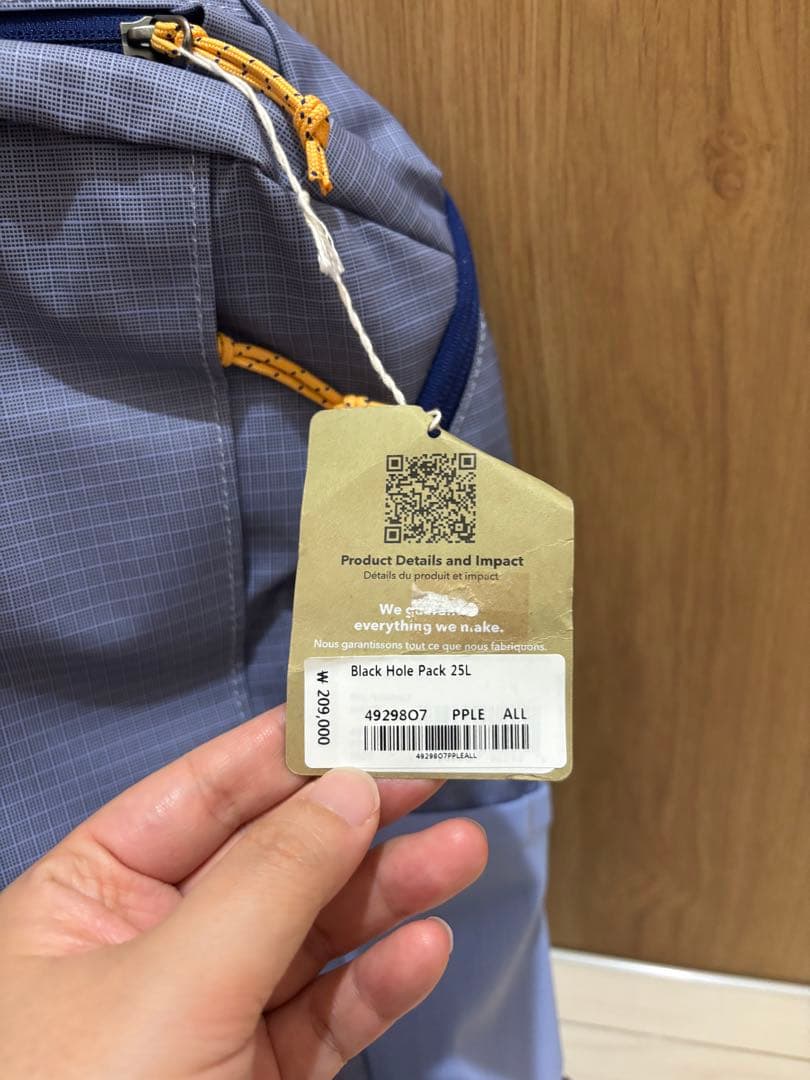 Product Details and Impact
Détails du produit et impact
We
everything we make.
Nous garantissons tout ce que nous fabriquons.
Black Hole Pack 25L
₩ 209,000
49298O7 PPLE ALL
49298O7PPLEALL